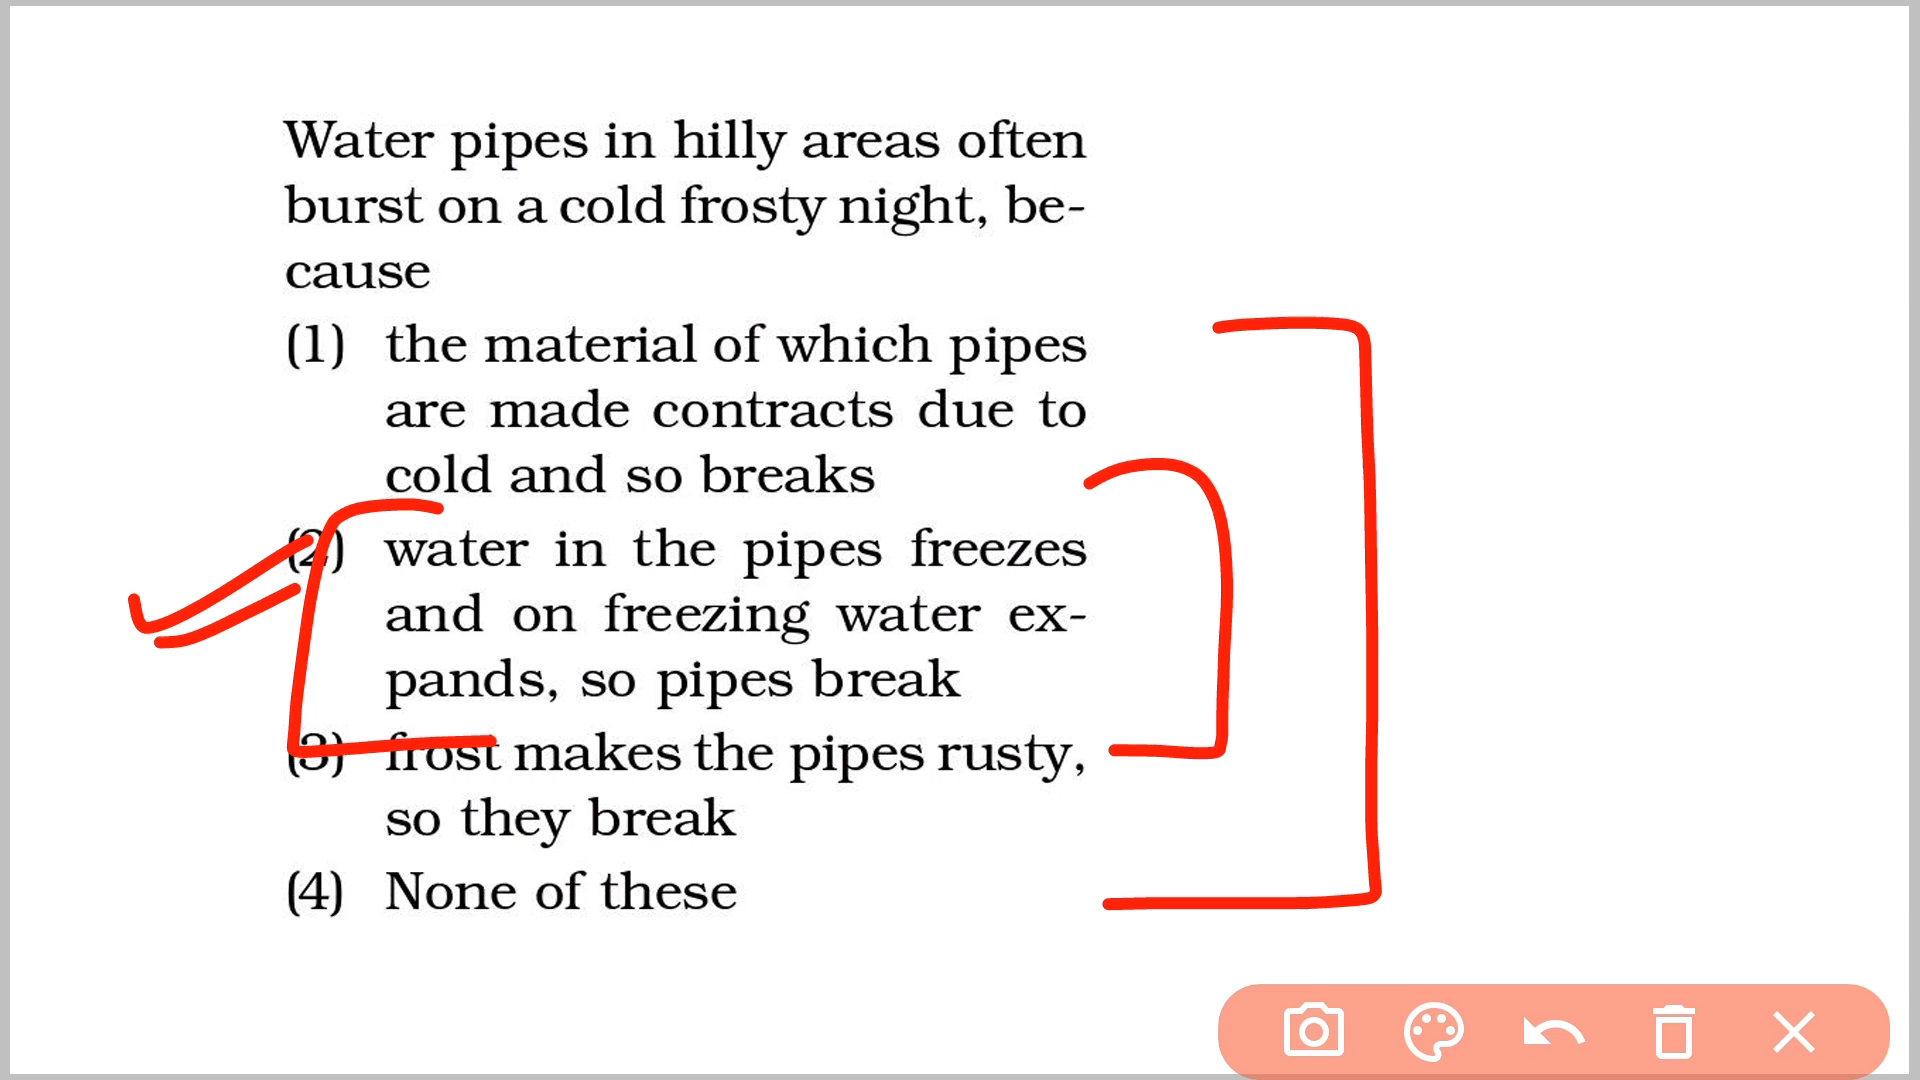 Water pipes in hilly areas often
burst on a cold frosty night, be-
cause
(1) the material of which pipes
are made contracts due to
cold and so breaks
(2) water in the pipes freezes
and on freezing water ex-
pands, so pipes break
(3) frost makes the pipes rusty,
so they break
(4) None of these